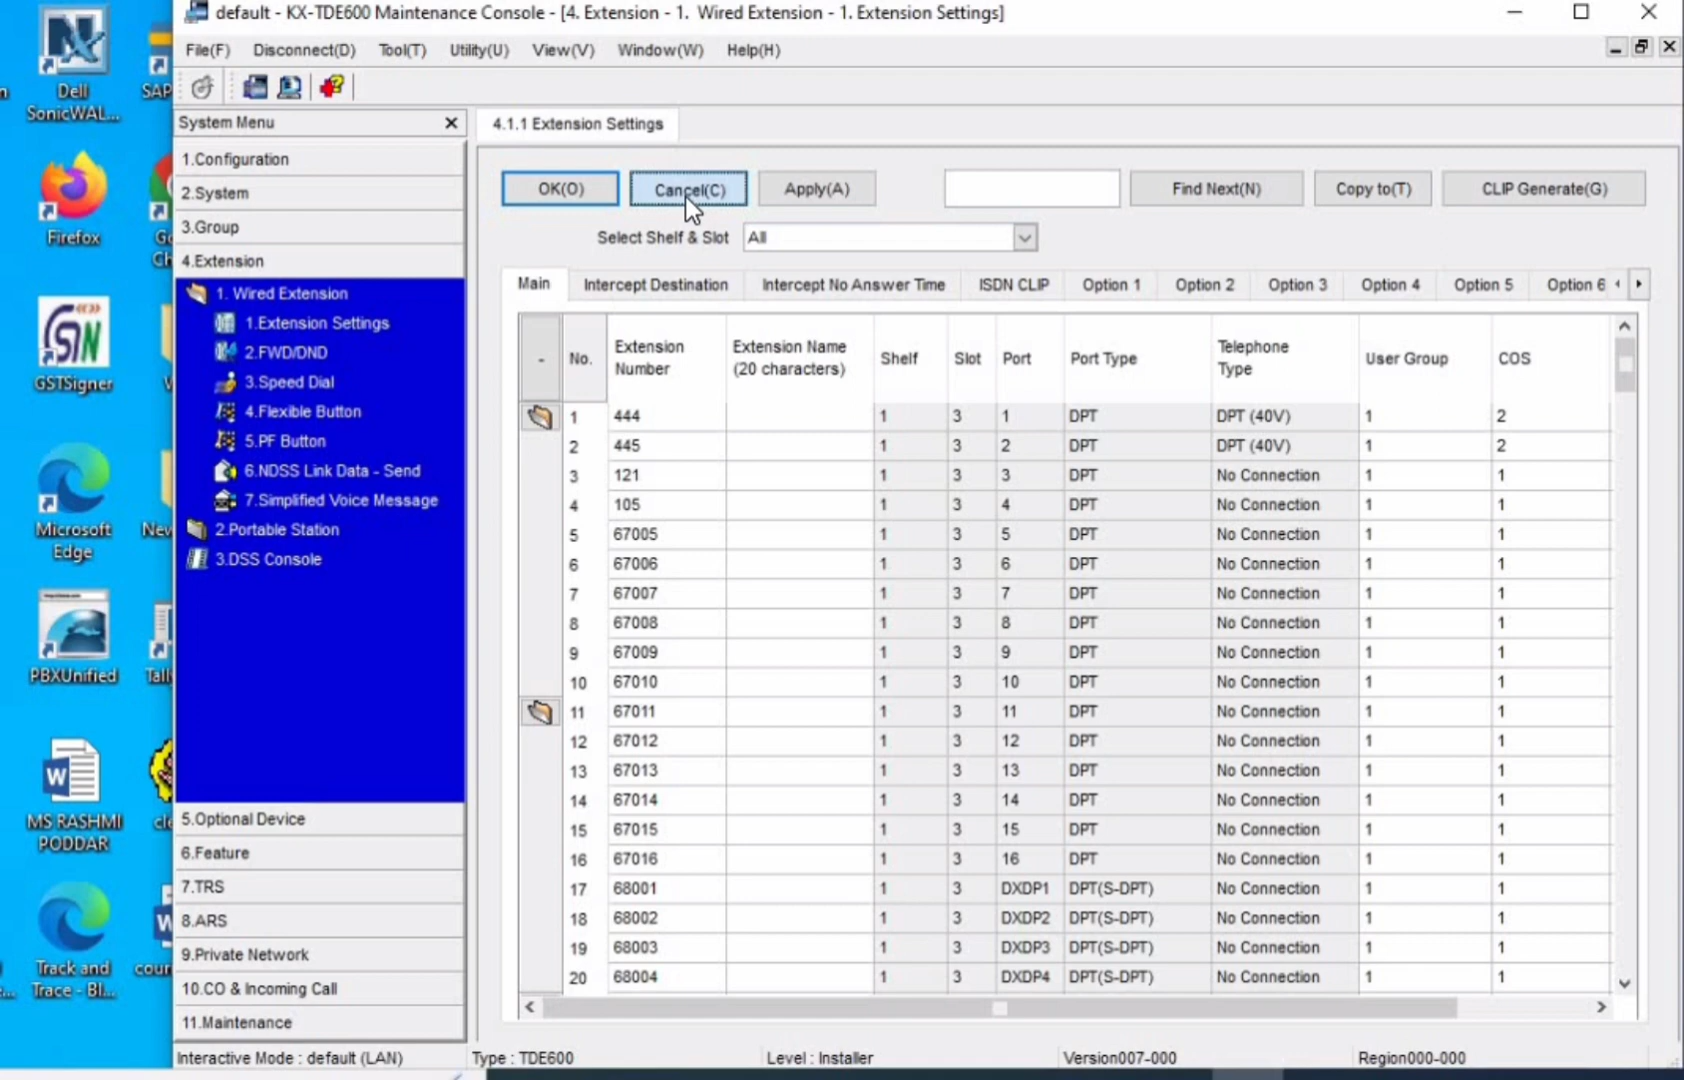 default - KX-TDE600 Maintenance Console - [4. Extension - 1. Wired Extension - 1. Extension Settings]
File(F) Disconnect(D) Tool(T) Utility(U) View(V) Window(W) Help(H)
Dell
SonicWAL...
SAP
Firefox
GSTSigner
Microsoft
Edge
PBXUnified
MS RASHMI
PODDAR
Track and
Trace - Bl...
System Menu
1.Configuration
2.System
3.Group
4.Extension
1. Wired Extension
1.Extension Settings
2.FWD/DND
3.Speed Dial
4.Flexible Button
5.PF Button
6.NDSS Link Data - Send
7.Simplified Voice Message
2.Portable Station
3.DSS Console
5.Optional Device
6.Feature
7.TRS
8.ARS
9.Private Network
10.CO & Incoming Call
11.Maintenance
4.1.1 Extension Settings
OK(O) Cancel(C) Apply(A) Find Next(N) Copy to(T) CLIP Generate(G)
Select Shelf & Slot All
Main Intercept Destination Intercept No Answer Time ISDN CLIP Option 1 Option 2 Option 3 Option 4 Option 5 Option 6
- No. Extension Number Extension Name (20 characters) Shelf Slot Port Port Type Telephone Type User Group COS
1 444 1 3 1 DPT DPT (40V) 1 2
2 445 1 3 2 DPT DPT (40V) 1 2
3 121 1 3 3 DPT No Connection 1 1
4 105 1 3 4 DPT No Connection 1 1
5 67005 1 3 5 DPT No Connection 1 1
6 67006 1 3 6 DPT No Connection 1 1
7 67007 1 3 7 DPT No Connection 1 1
8 67008 1 3 8 DPT No Connection 1 1
9 67009 1 3 9 DPT No Connection 1 1
10 67010 1 3 10 DPT No Connection 1 1
11 67011 1 3 11 DPT No Connection 1 1
12 67012 1 3 12 DPT No Connection 1 1
13 67013 1 3 13 DPT No Connection 1 1
14 67014 1 3 14 DPT No Connection 1 1
15 67015 1 3 15 DPT No Connection 1 1
16 67016 1 3 16 DPT No Connection 1 1
17 68001 1 3 DXDP1 DPT(S-DPT) No Connection 1 1
18 68002 1 3 DXDP2 DPT(S-DPT) No Connection 1 1
19 68003 1 3 DXDP3 DPT(S-DPT) No Connection 1 1
20 68004 1 3 DXDP4 DPT(S-DPT) No Connection 1 1
Interactive Mode : default (LAN) Type : TDE600 Level : Installer Version007-000 Region000-000